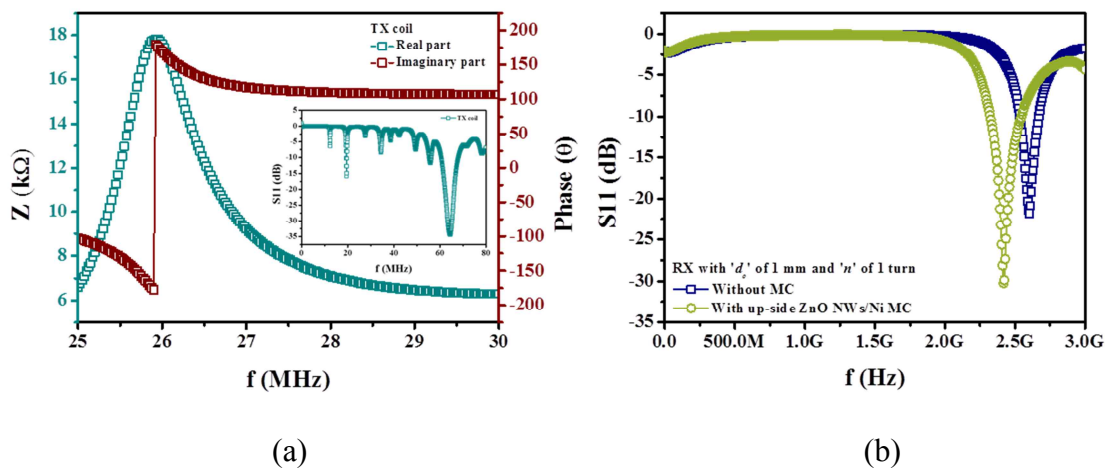 (a)
Z (kΩ)
18
16
14
12
10
8
6
TX coil
Real part
Imaginary part
200
150
100
50
0
-50
-100
-150
-200
Phase (θ)
TX coil
S11 (dB)
5
0
-5
-10
-15
-20
-25
-30
-35
0 20 40 60 80
f (MHz)
25 26 27 28 29 30
f (MHz)
(b)
S11 (dB)
0
-5
-10
-15
-20
-25
-30
-35
RX with 'ds' of 1 mm and 'n' of 1 turn
Without MC
With up-side ZnO NWs/Ni MC
0.0 500.0M 1.0G 1.5G 2.0G 2.5G 3.0G
f (Hz)
(a) (b)